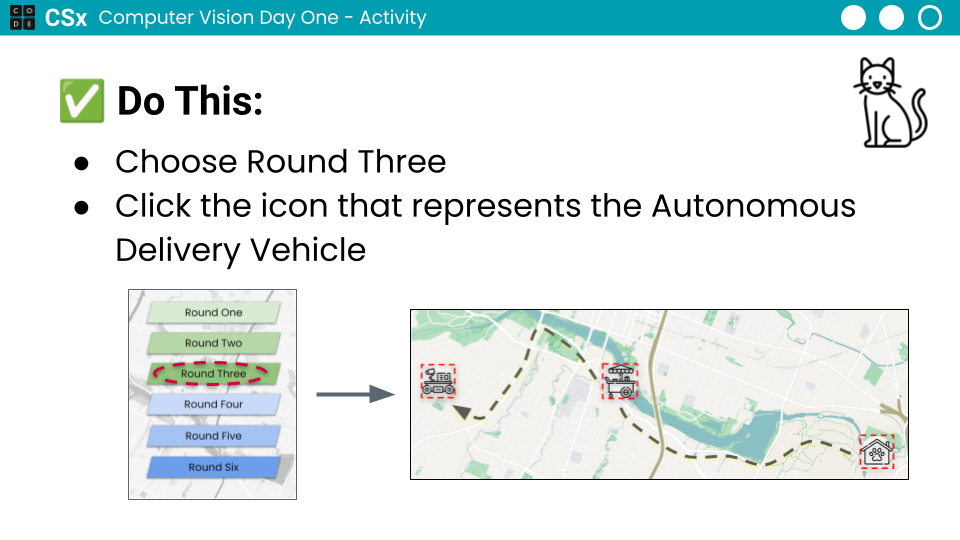 C O
D E
CSx Computer Vision Day One - Activity
✅ Do This:
● Choose Round Three
● Click the icon that represents the Autonomous
Delivery Vehicle
Round One
Round Two
Round Three
Round Four
Round Five
Round Six